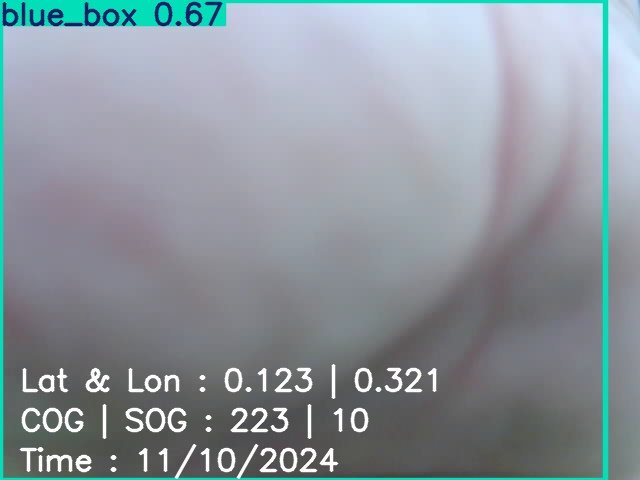 blue_box 0.67
Lat & Lon : 0.123 | 0.321
COG | SOG : 223 | 10
Time : 11/10/2024